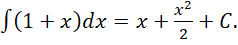 ∫(1 + x)dx = x + x²/2 + C.